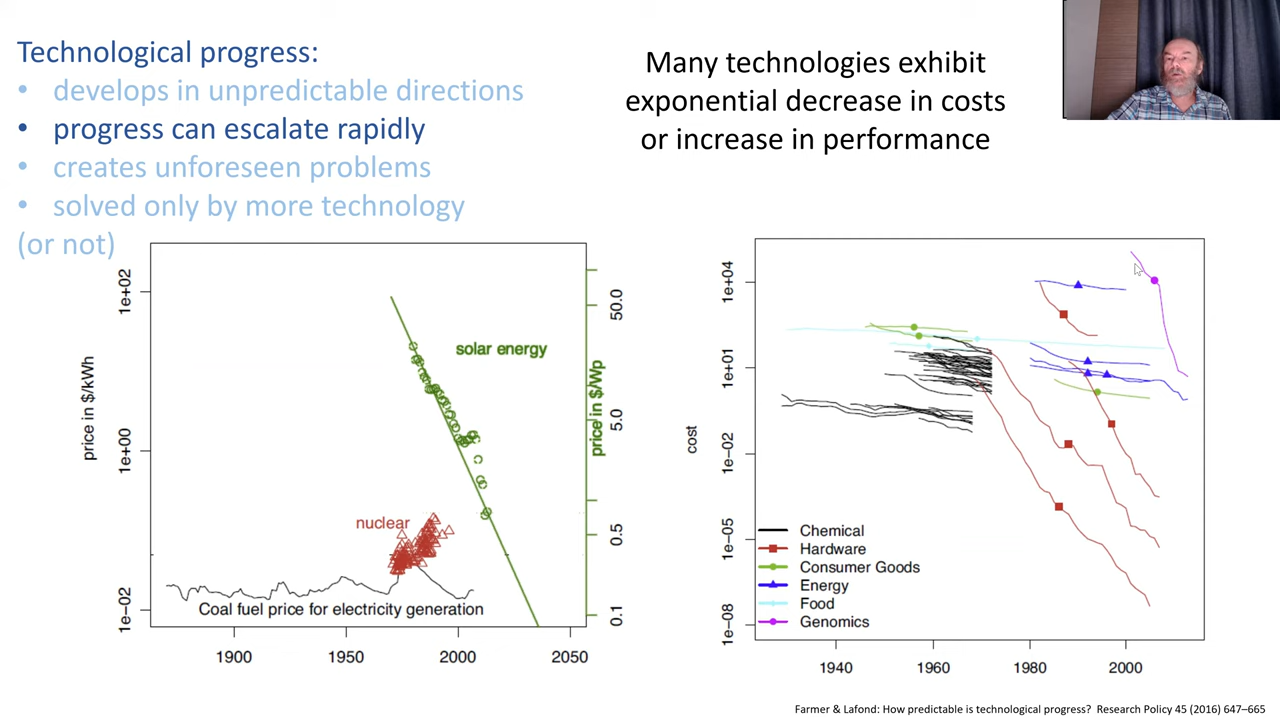 Technological progress:
• develops in unpredictable directions
• progress can escalate rapidly
• creates unforeseen problems
• solved only by more technology
(or not)
Many technologies exhibit
exponential decrease in costs
or increase in performance
price in $/kWh
1e+02
1e+00
1e−02
solar energy
nuclear
Coal fuel price for electricity generation
price in $/Wp
50.0
5.0
0.5
0.1
1900
1950
2000
2050
cost
1e+04
1e+01
1e−02
1e−05
1e−08
Chemical
Hardware
Consumer Goods
Energy
Food
Genomics
1940
1960
1980
2000
Farmer & Lafond: How predictable is technological progress? Research Policy 45 (2016) 647–665